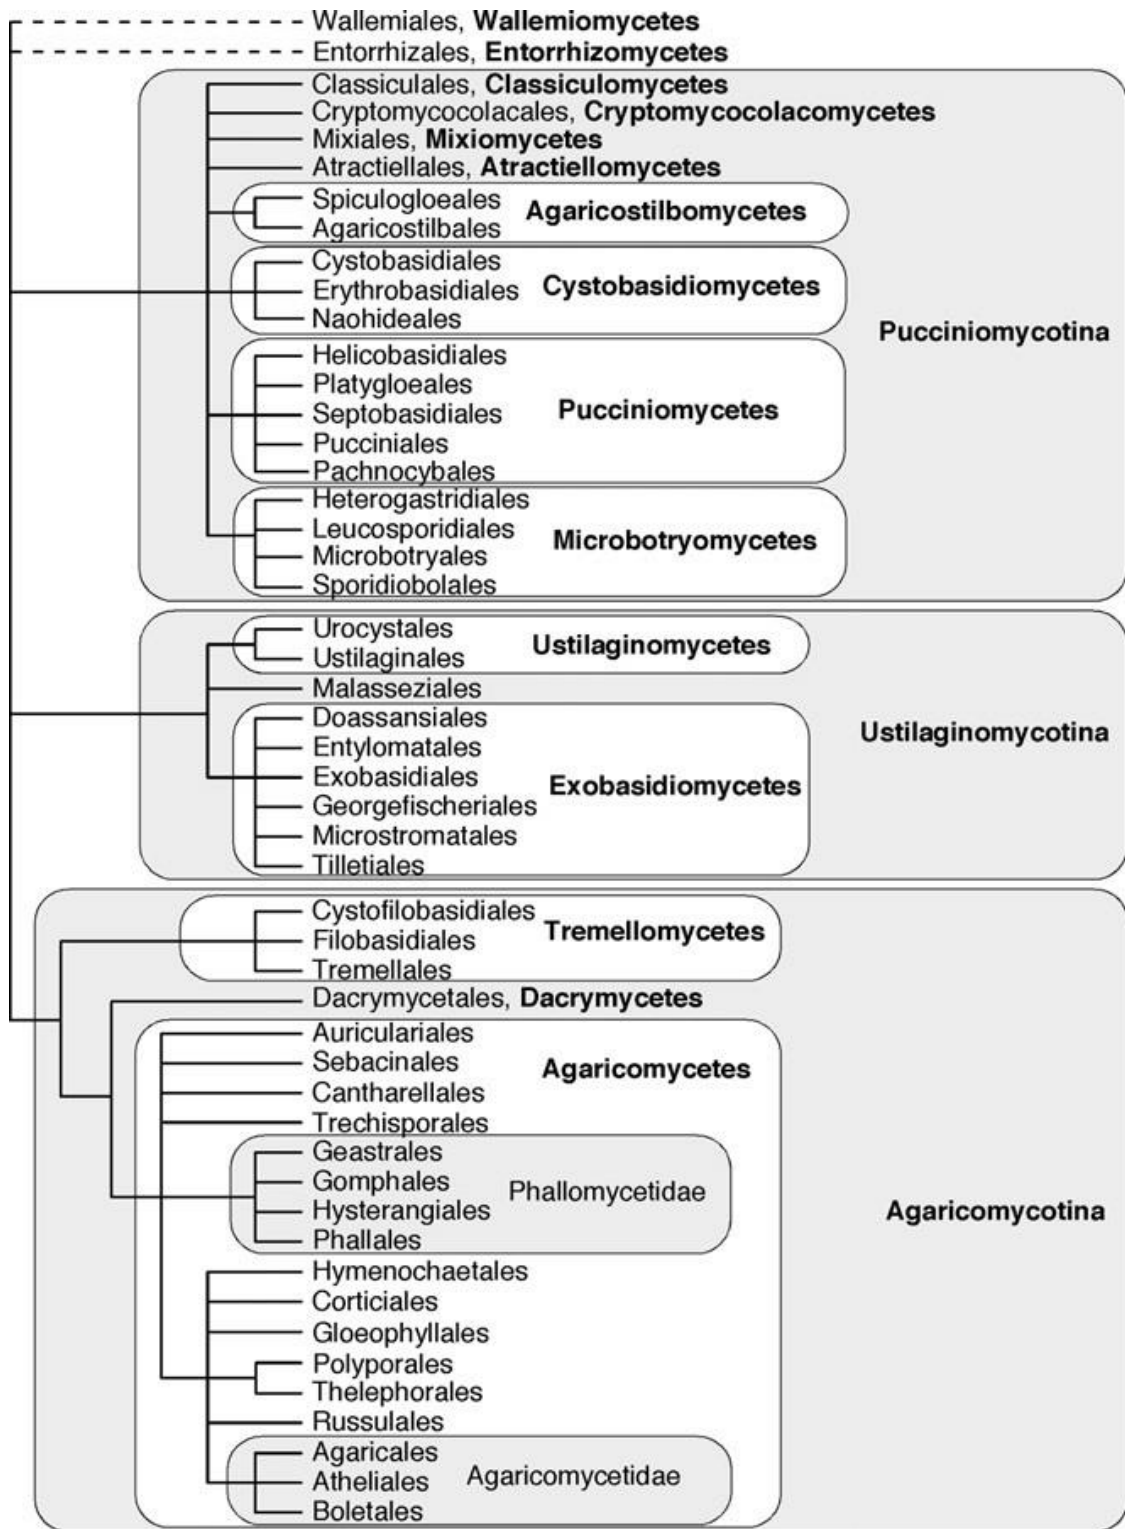 Wallemiales, Wallemiomycetes
Entorrhizales, Entorrhizomycetes
Classiculales, Classiculomycetes
Cryptomycocolacales, Cryptomycocolacomycetes
Mixiales, Mixiomycetes
Atractiellales, Atractiellomycetes
Spiculogloeales
Agaricostilbomycetes
Agaricostilbales
Cystobasidiales
Erythrobasidiales
Cystobasidiomycetes
Naohideales
Pucciniomycotina
Helicobasidiales
Platygloeales
Septobasidiales
Pucciniomycetes
Pucciniales
Pachnocybales
Heterogastridiales
Leucosporidiales
Microbotryomycetes
Microbotryales
Sporidiobolales
Urocystales
Ustilaginomycetes
Ustilaginales
Malasseziales
Doassansiales
Ustilaginomycotina
Entylomatales
Exobasidiales
Exobasidiomycetes
Georgefischeriales
Microstromatales
Tilletiales
Cystofilobasidiales
Tremellomycetes
Filobasidiales
Tremellales
Dacrymycetales, Dacrymycetes
Auriculariales
Sebacinales
Agaricomycetes
Cantharellales
Trechisporales
Geastrales
Gomphales
Phallomycetidae
Hysterangiales
Agaricomycotina
Phallales
Hymenochaetales
Corticiales
Gloeophyllales
Polyporales
Thelephorales
Russulales
Agaricales
Agaricomycetidae
Atheliales
Boletales